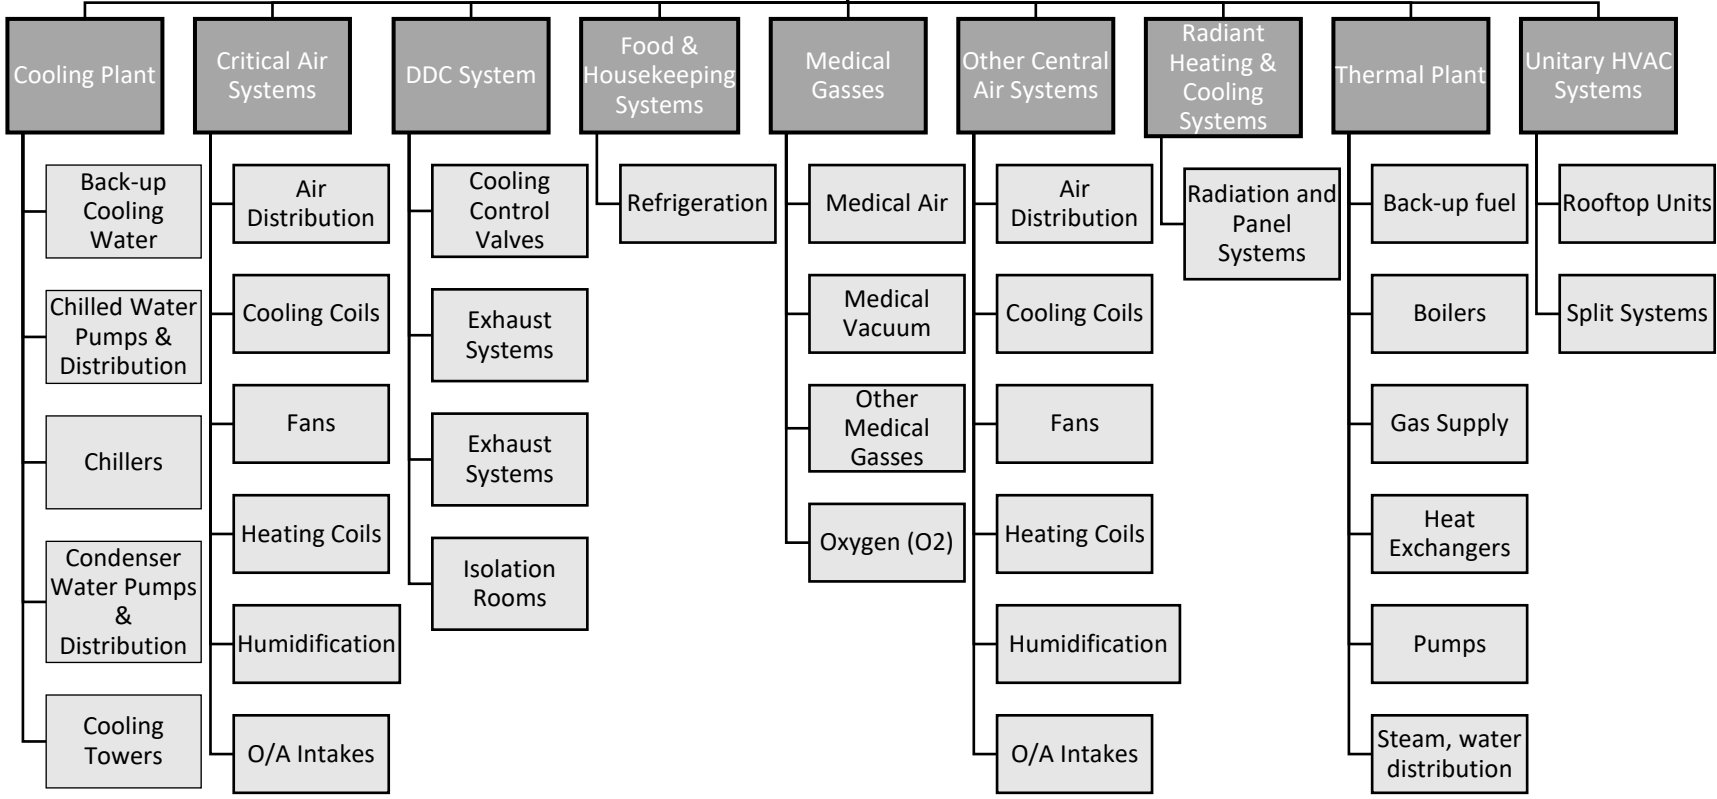 Cooling Plant
Critical Air
Systems
DDC System
Food &
Housekeeping
Systems
Medical
Gasses
Other Central
Air Systems
Radiant
Heating &
Cooling
Systems
Thermal Plant
Unitary HVAC
Systems
Back-up
Cooling
Water
Chilled Water
Pumps &
Distribution
Chillers
Condenser
Water Pumps
&
Distribution
Cooling
Towers
Air
Distribution
Cooling Coils
Fans
Heating Coils
Humidification
O/A Intakes
Cooling
Control
Valves
Exhaust
Systems
Exhaust
Systems
Isolation
Rooms
Refrigeration
Medical Air
Medical
Vacuum
Other
Medical
Gasses
Oxygen (O2)
Air
Distribution
Cooling Coils
Fans
Heating Coils
Humidification
O/A Intakes
Radiation and
Panel
Systems
Back-up fuel
Boilers
Gas Supply
Heat
Exchangers
Pumps
Steam, water
distribution
Rooftop Units
Split Systems